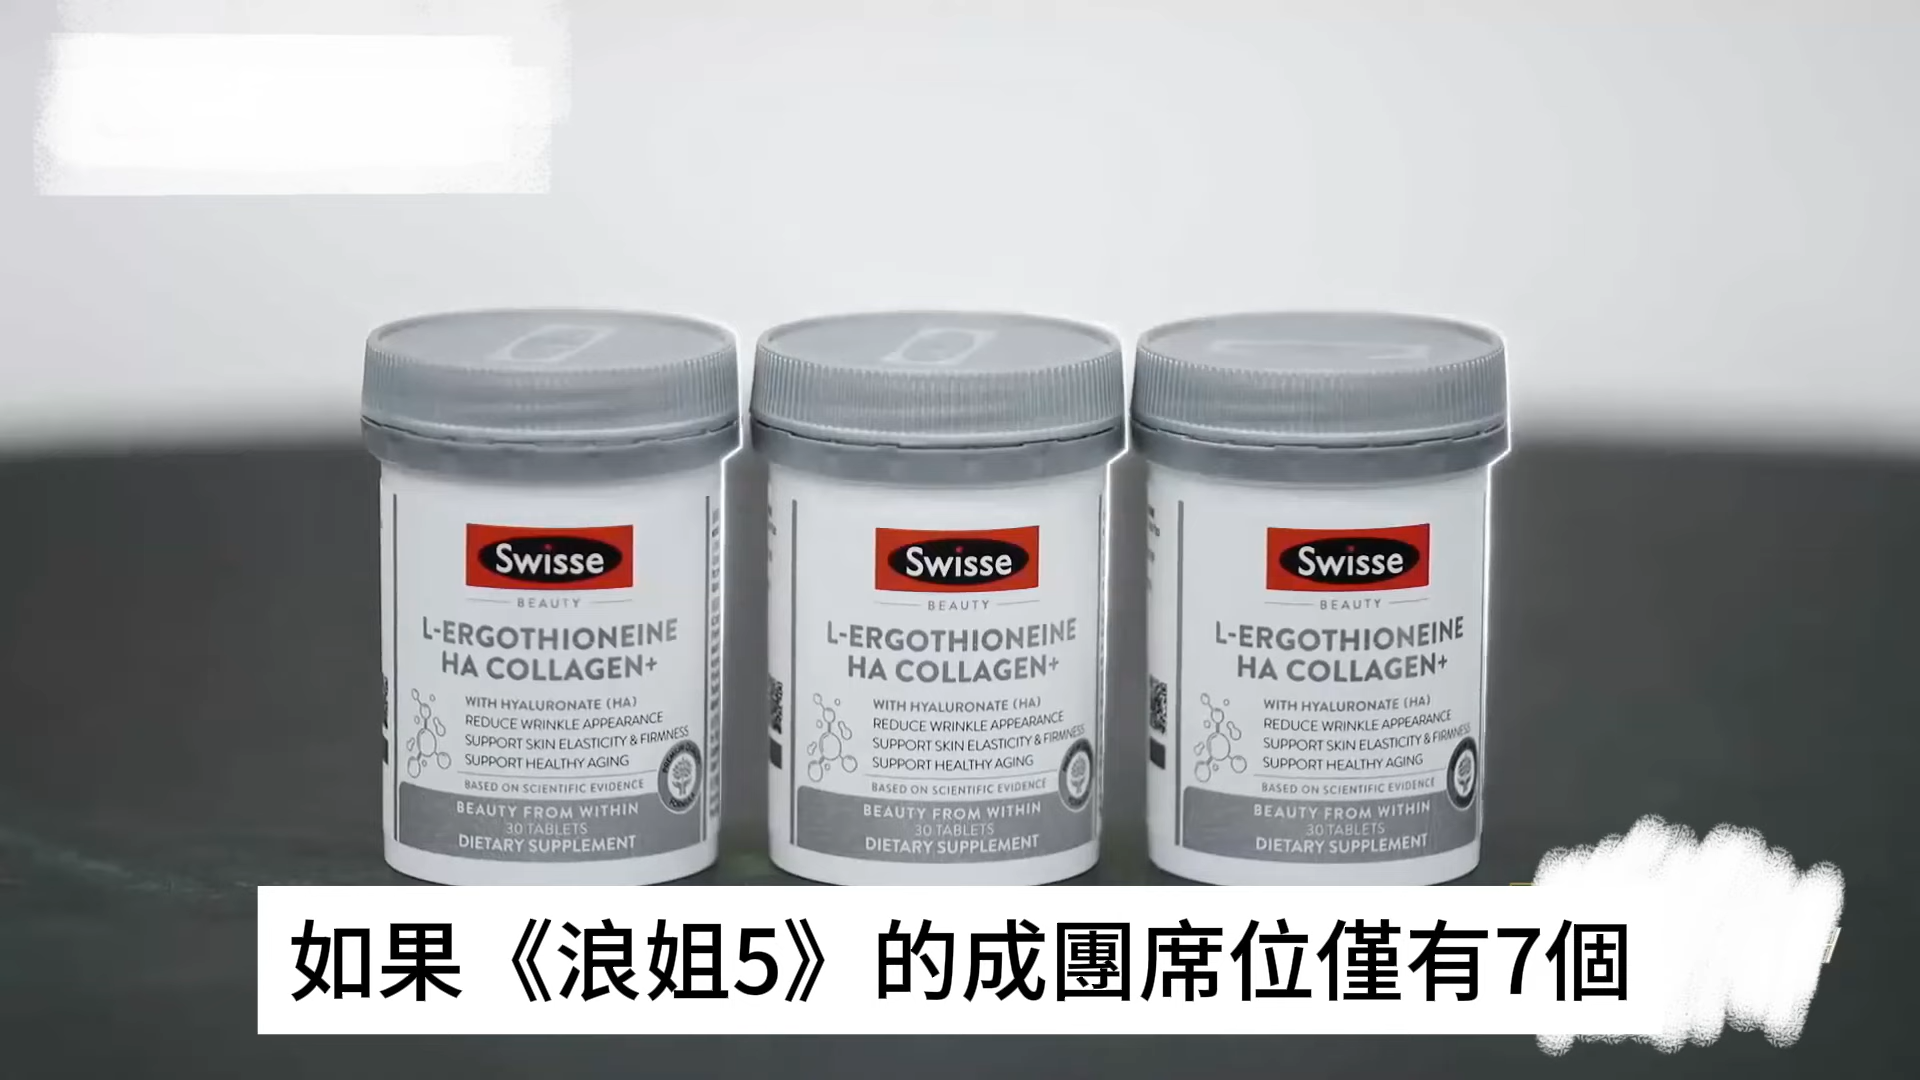 Swisse
BEAUTY
L-ERGOTHIONEINE
HA COLLAGEN+
WITH HYALURONATE (HA)
REDUCE WRINKLE APPEARANCE
SUPPORT SKIN ELASTICITY & FIRMNESS
SUPPORT HEALTHY AGING
BASED ON SCIENTIFIC EVIDENCE
BEAUTY FROM WITHIN
30 TABLETS
DIETARY SUPPLEMENT
Swisse
BEAUTY
L-ERGOTHIONEINE
HA COLLAGEN+
WITH HYALURONATE (HA)
REDUCE WRINKLE APPEARANCE
SUPPORT SKIN ELASTICITY & FIRMNESS
SUPPORT HEALTHY AGING
BASED ON SCIENTIFIC EVIDENCE
BEAUTY FROM WITHIN
30 TABLETS
DIETARY SUPPLEMENT
Swisse
BEAUTY
L-ERGOTHIONEINE
HA COLLAGEN+
WITH HYALURONATE (HA)
REDUCE WRINKLE APPEARANCE
SUPPORT SKIN ELASTICITY & FIRMNESS
SUPPORT HEALTHY AGING
BASED ON SCIENTIFIC EVIDENCE
BEAUTY FROM WITHIN
30 TABLETS
DIETARY SUPPLEMENT
如果《浪姐5》的成團席位僅有7個